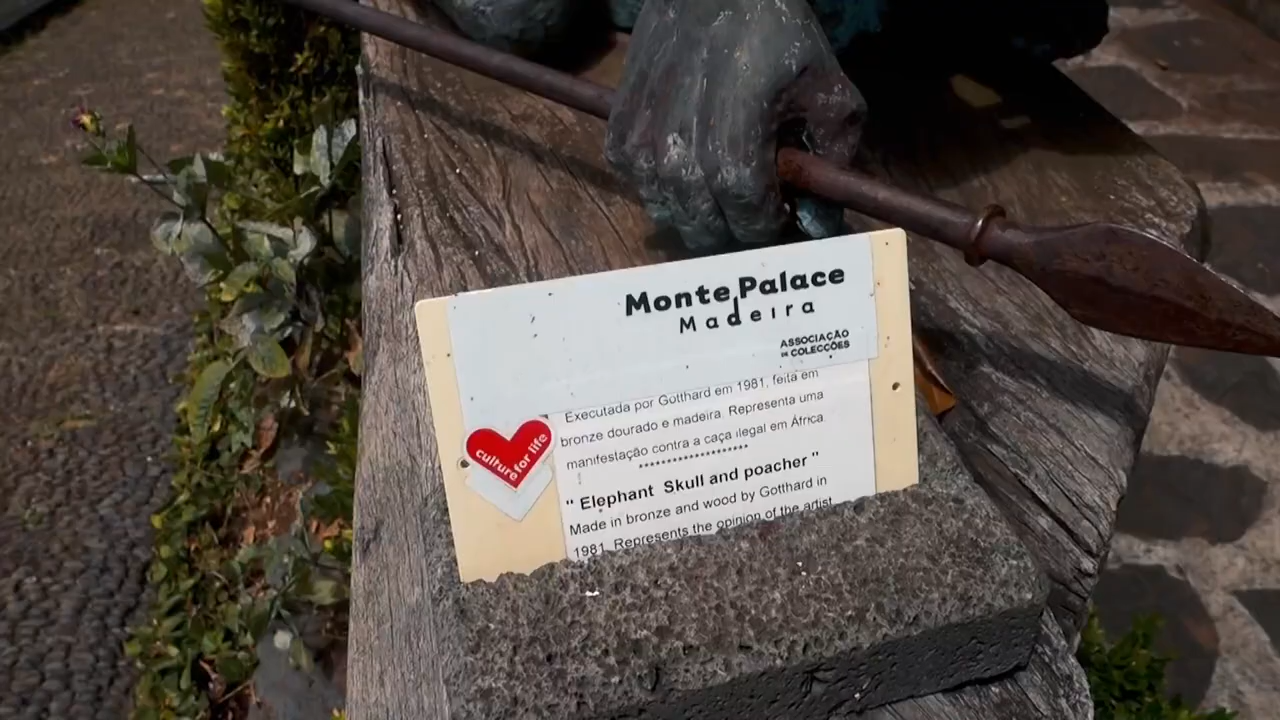 Monte Palace
Madeira
ASSOCIAÇÃO
DE COLECÇÕES
Executada por Gotthard em 1981, feita em
bronze dourado e madeira. Representa uma
manifestação contra a caça ilegal em África.
*******************
culture for life
" Elephant Skull and poacher "
Made in bronze and wood by Gotthard in
1981. Represents the opinion of the artist